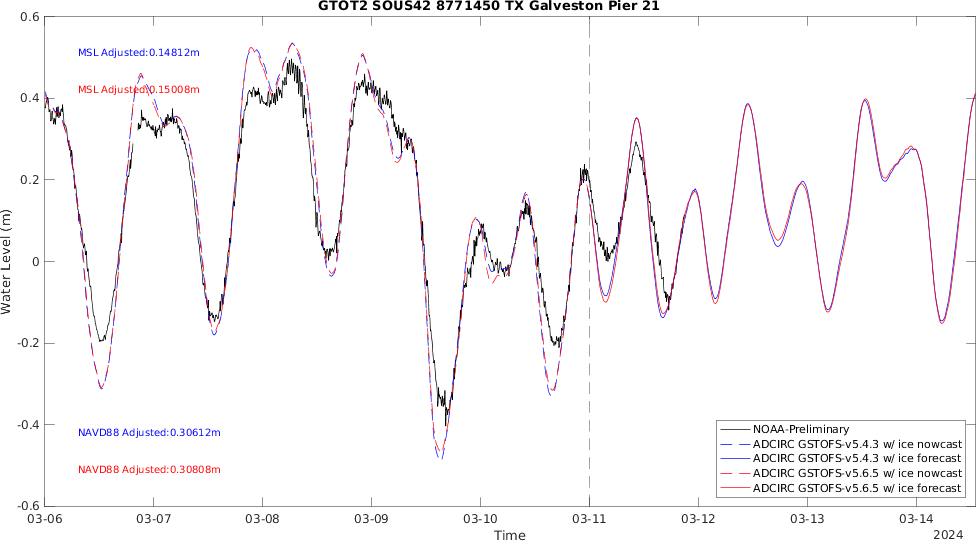 GTOT2 SOUS42 8771450 TX Galveston Pier 21
Water Level (m)
0.6
0.4
0.2
0
-0.2
-0.4
-0.6
MSL Adjusted:0.14812m
MSL Adjusted:0.15008m
NAVD88 Adjusted:0.30612m
NAVD88 Adjusted:0.30808m
NOAA-Preliminary
ADCIRC GSTOFS-v5.4.3 w/ ice nowcast
ADCIRC GSTOFS-v5.4.3 w/ ice forecast
ADCIRC GSTOFS-v5.6.5 w/ ice nowcast
ADCIRC GSTOFS-v5.6.5 w/ ice forecast
03-06 03-07 03-08 03-09 03-10 03-11 03-12 03-13 03-14
Time
2024